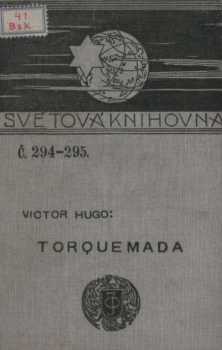 41
Bsk
SVĚTOVÁ KNIHOVNA
Č. 294-295.
VICTOR HUGO:
TORQUEMADA